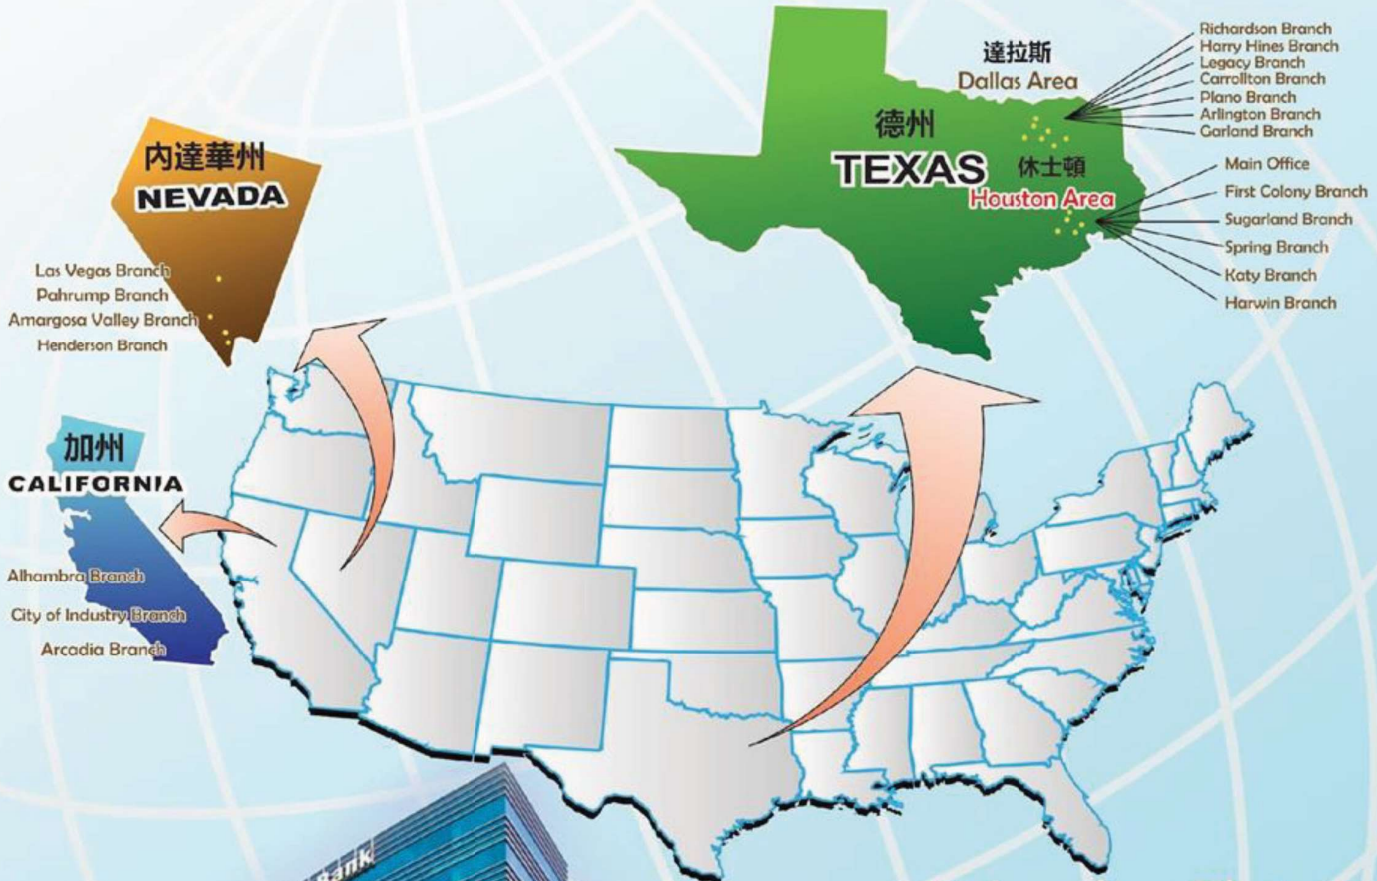 達拉斯
Dallas Area
Richardson Branch
Harry Hines Branch
Legacy Branch
Carrollton Branch
Plano Branch
Arlington Branch
Garland Branch
德州
TEXAS
休士頓
Houston Area
Main Office
First Colony Branch
Sugarland Branch
Spring Branch
Katy Branch
Harwin Branch
內達華州
NEVADA
Las Vegas Branch
Pahrump Branch
Amargosa Valley Branch
Henderson Branch
加州
CALIFORNIA
Alhambra Branch
City of Industry Branch
Arcadia Branch
Bank